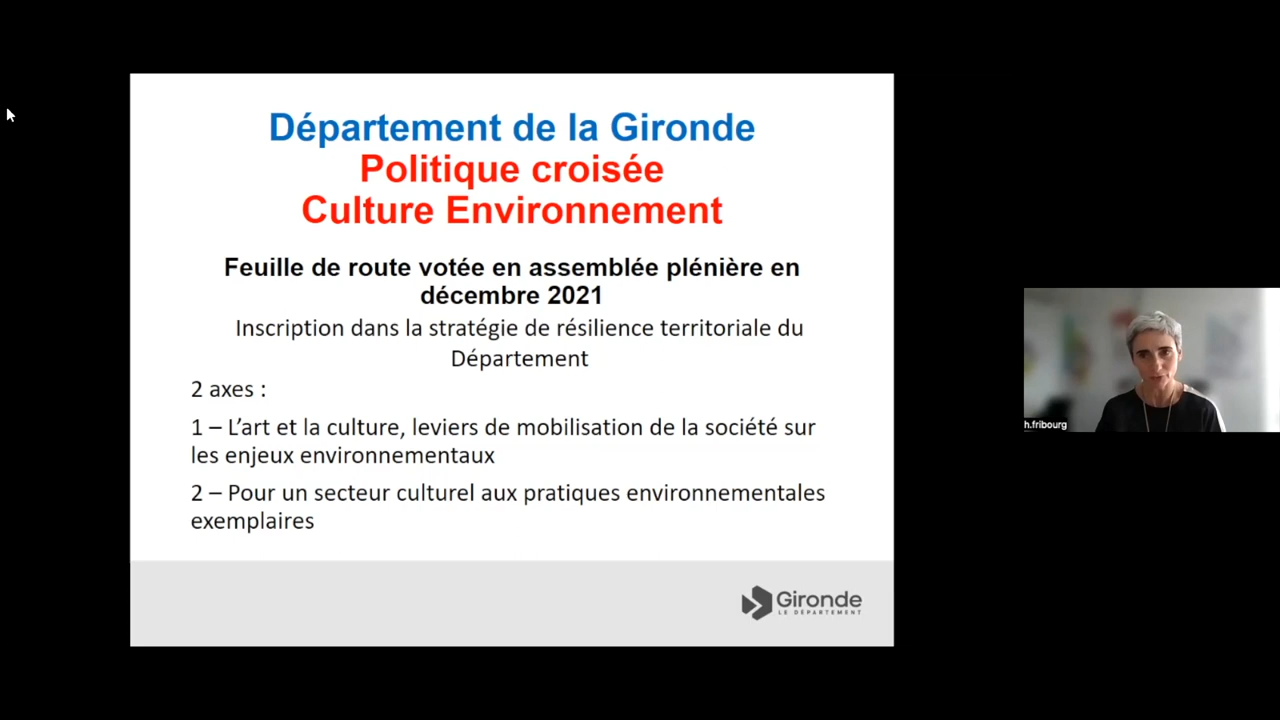 Département de la Gironde
Politique croisée
Culture Environnement
Feuille de route votée en assemblée plénière en
décembre 2021
Inscription dans la stratégie de résilience territoriale du
Département
2 axes :
1 – L’art et la culture, leviers de mobilisation de la société sur
les enjeux environnementaux
2 – Pour un secteur culturel aux pratiques environnementales
exemplaires
Gironde
LE DÉPARTEMENT
h.fribourg